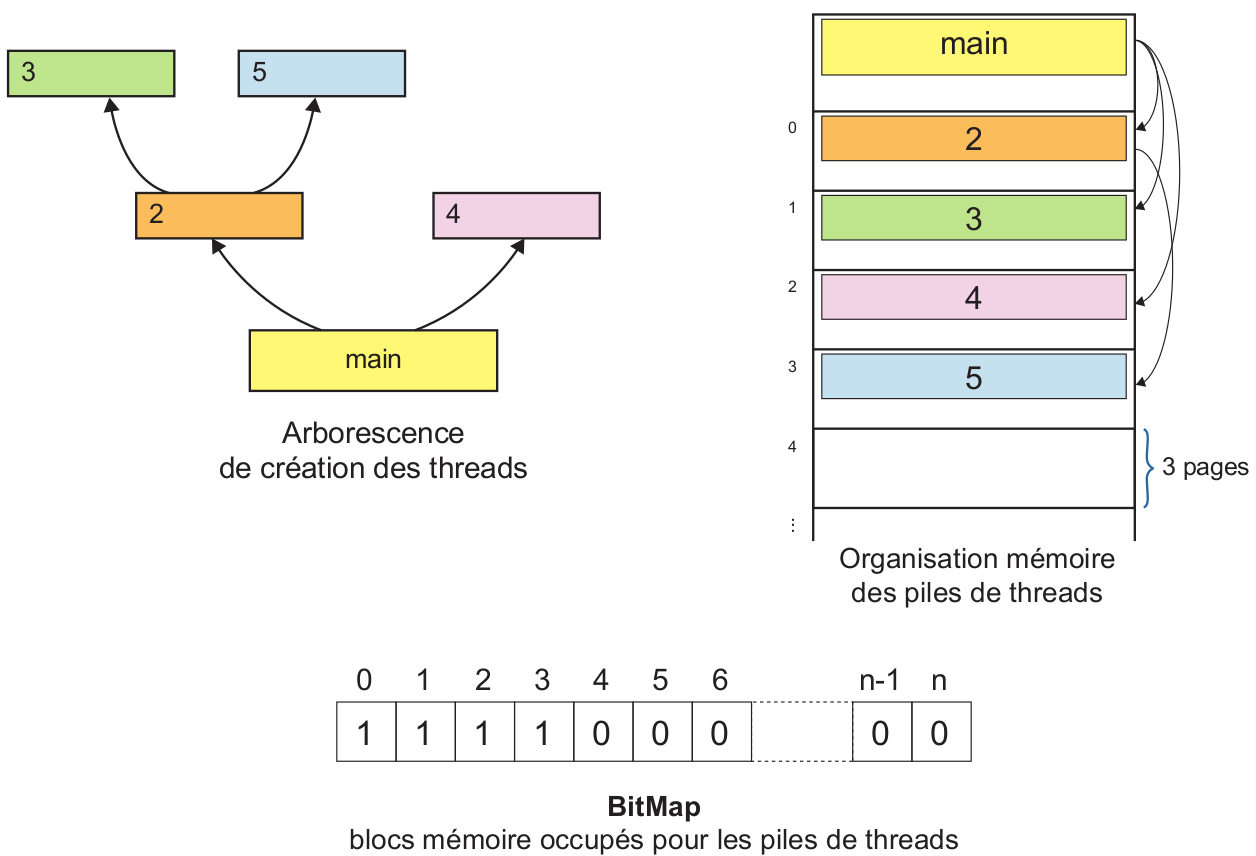 3
5
2
4
main
Arborescence
de création des threads
main
0
2
1
3
2
4
3
5
4
3 pages
⋮
Organisation mémoire
des piles de threads
0 1 2 3 4 5 6 n-1 n
1 1 1 1 0 0 0 0 0
BitMap
blocs mémoire occupés pour les piles de threads